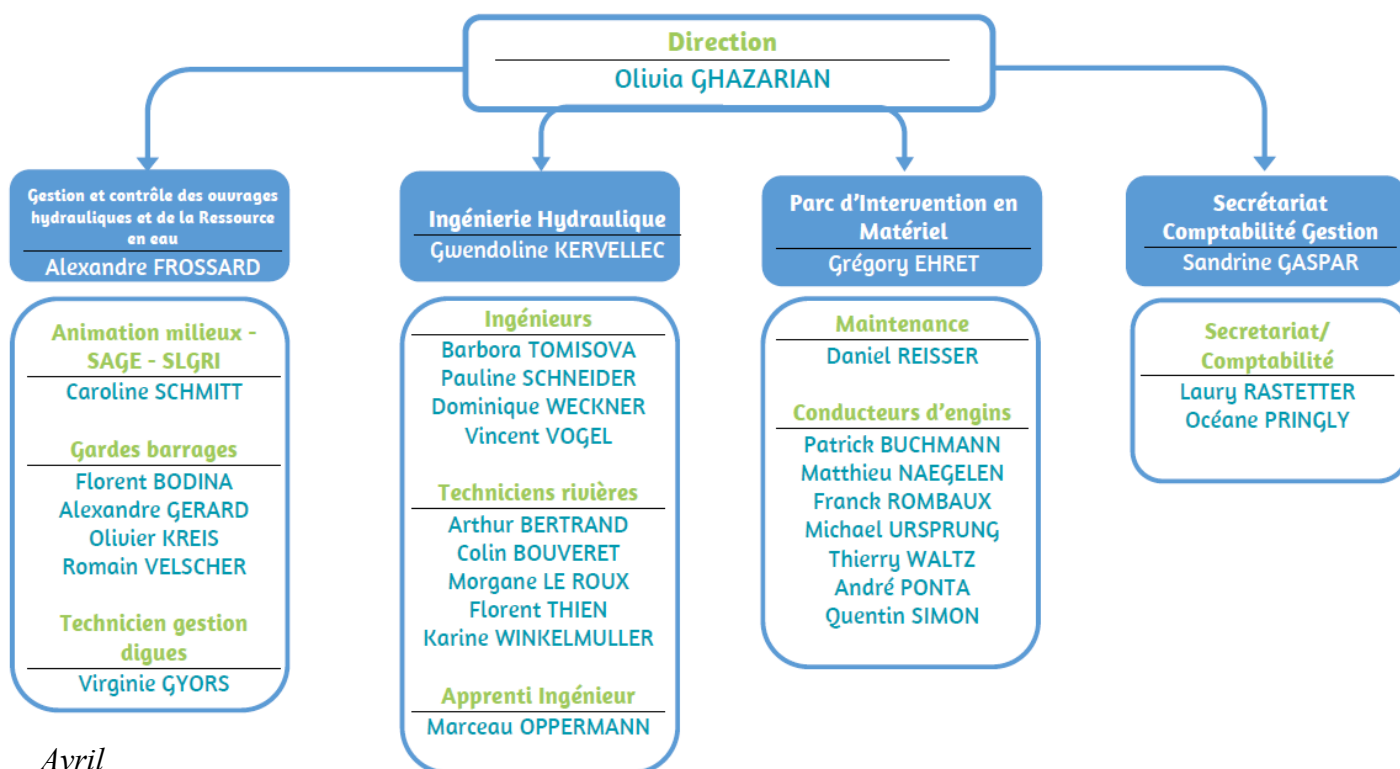 Direction
Olivia GHAZARIAN
Gestion et contrôle des ouvrages
hydrauliques et de la Ressource
en eau
Alexandre FROSSARD
Animation milieux -
SAGE - SLGRI
Caroline SCHMITT
Gardes barrages
Florent BODINA
Alexandre GERARD
Olivier KREIS
Romain VELSCHER
Technicien gestion
digues
Virginie GYORS
Ingénierie Hydraulique
Gwendoline KERVELLEC
Ingénieurs
Barbora TOMISOVA
Pauline SCHNEIDER
Dominique WECKNER
Vincent VOGEL
Techniciens rivières
Arthur BERTRAND
Colin BOUVERET
Morgane LE ROUX
Florent THIEN
Karine WINKELMULLER
Apprenti Ingénieur
Marceau OPPERMANN
Parc d'Intervention en
Matériel
Grégory EHRET
Maintenance
Daniel REISSER
Conducteurs d'engins
Patrick BUCHMANN
Matthieu NAEGELEN
Franck ROMBAUX
Michael URSPRUNG
Thierry WALTZ
André PONTA
Quentin SIMON
Secrétariat
Comptabilité Gestion
Sandrine GASPAR
Secretariat/
Comptabilité
Laury RASTETTER
Océane PRINGLY
Avril